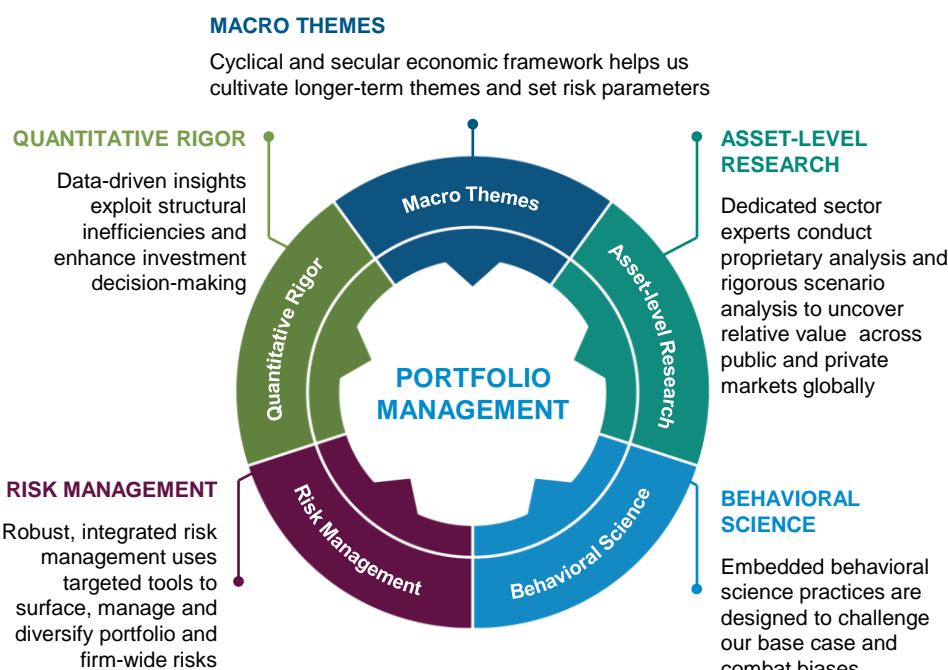 MACRO THEMES
Cyclical and secular economic framework helps us
cultivate longer-term themes and set risk parameters
QUANTITATIVE RIGOR
Data-driven insights
exploit structural
inefficiencies and
enhance investment
decision-making
ASSET-LEVEL
RESEARCH
Dedicated sector
experts conduct
proprietary analysis and
rigorous scenario
analysis to uncover
relative value across
public and private
markets globally
Macro Themes
Quantitative Rigor
Asset-level Research
PORTFOLIO
MANAGEMENT
Risk Management
Behavioral Science
RISK MANAGEMENT
Robust, integrated risk
management uses
targeted tools to
surface, manage and
diversify portfolio and
firm-wide risks
BEHAVIORAL
SCIENCE
Embedded behavioral
science practices are
designed to challenge
our base case and
combat biases